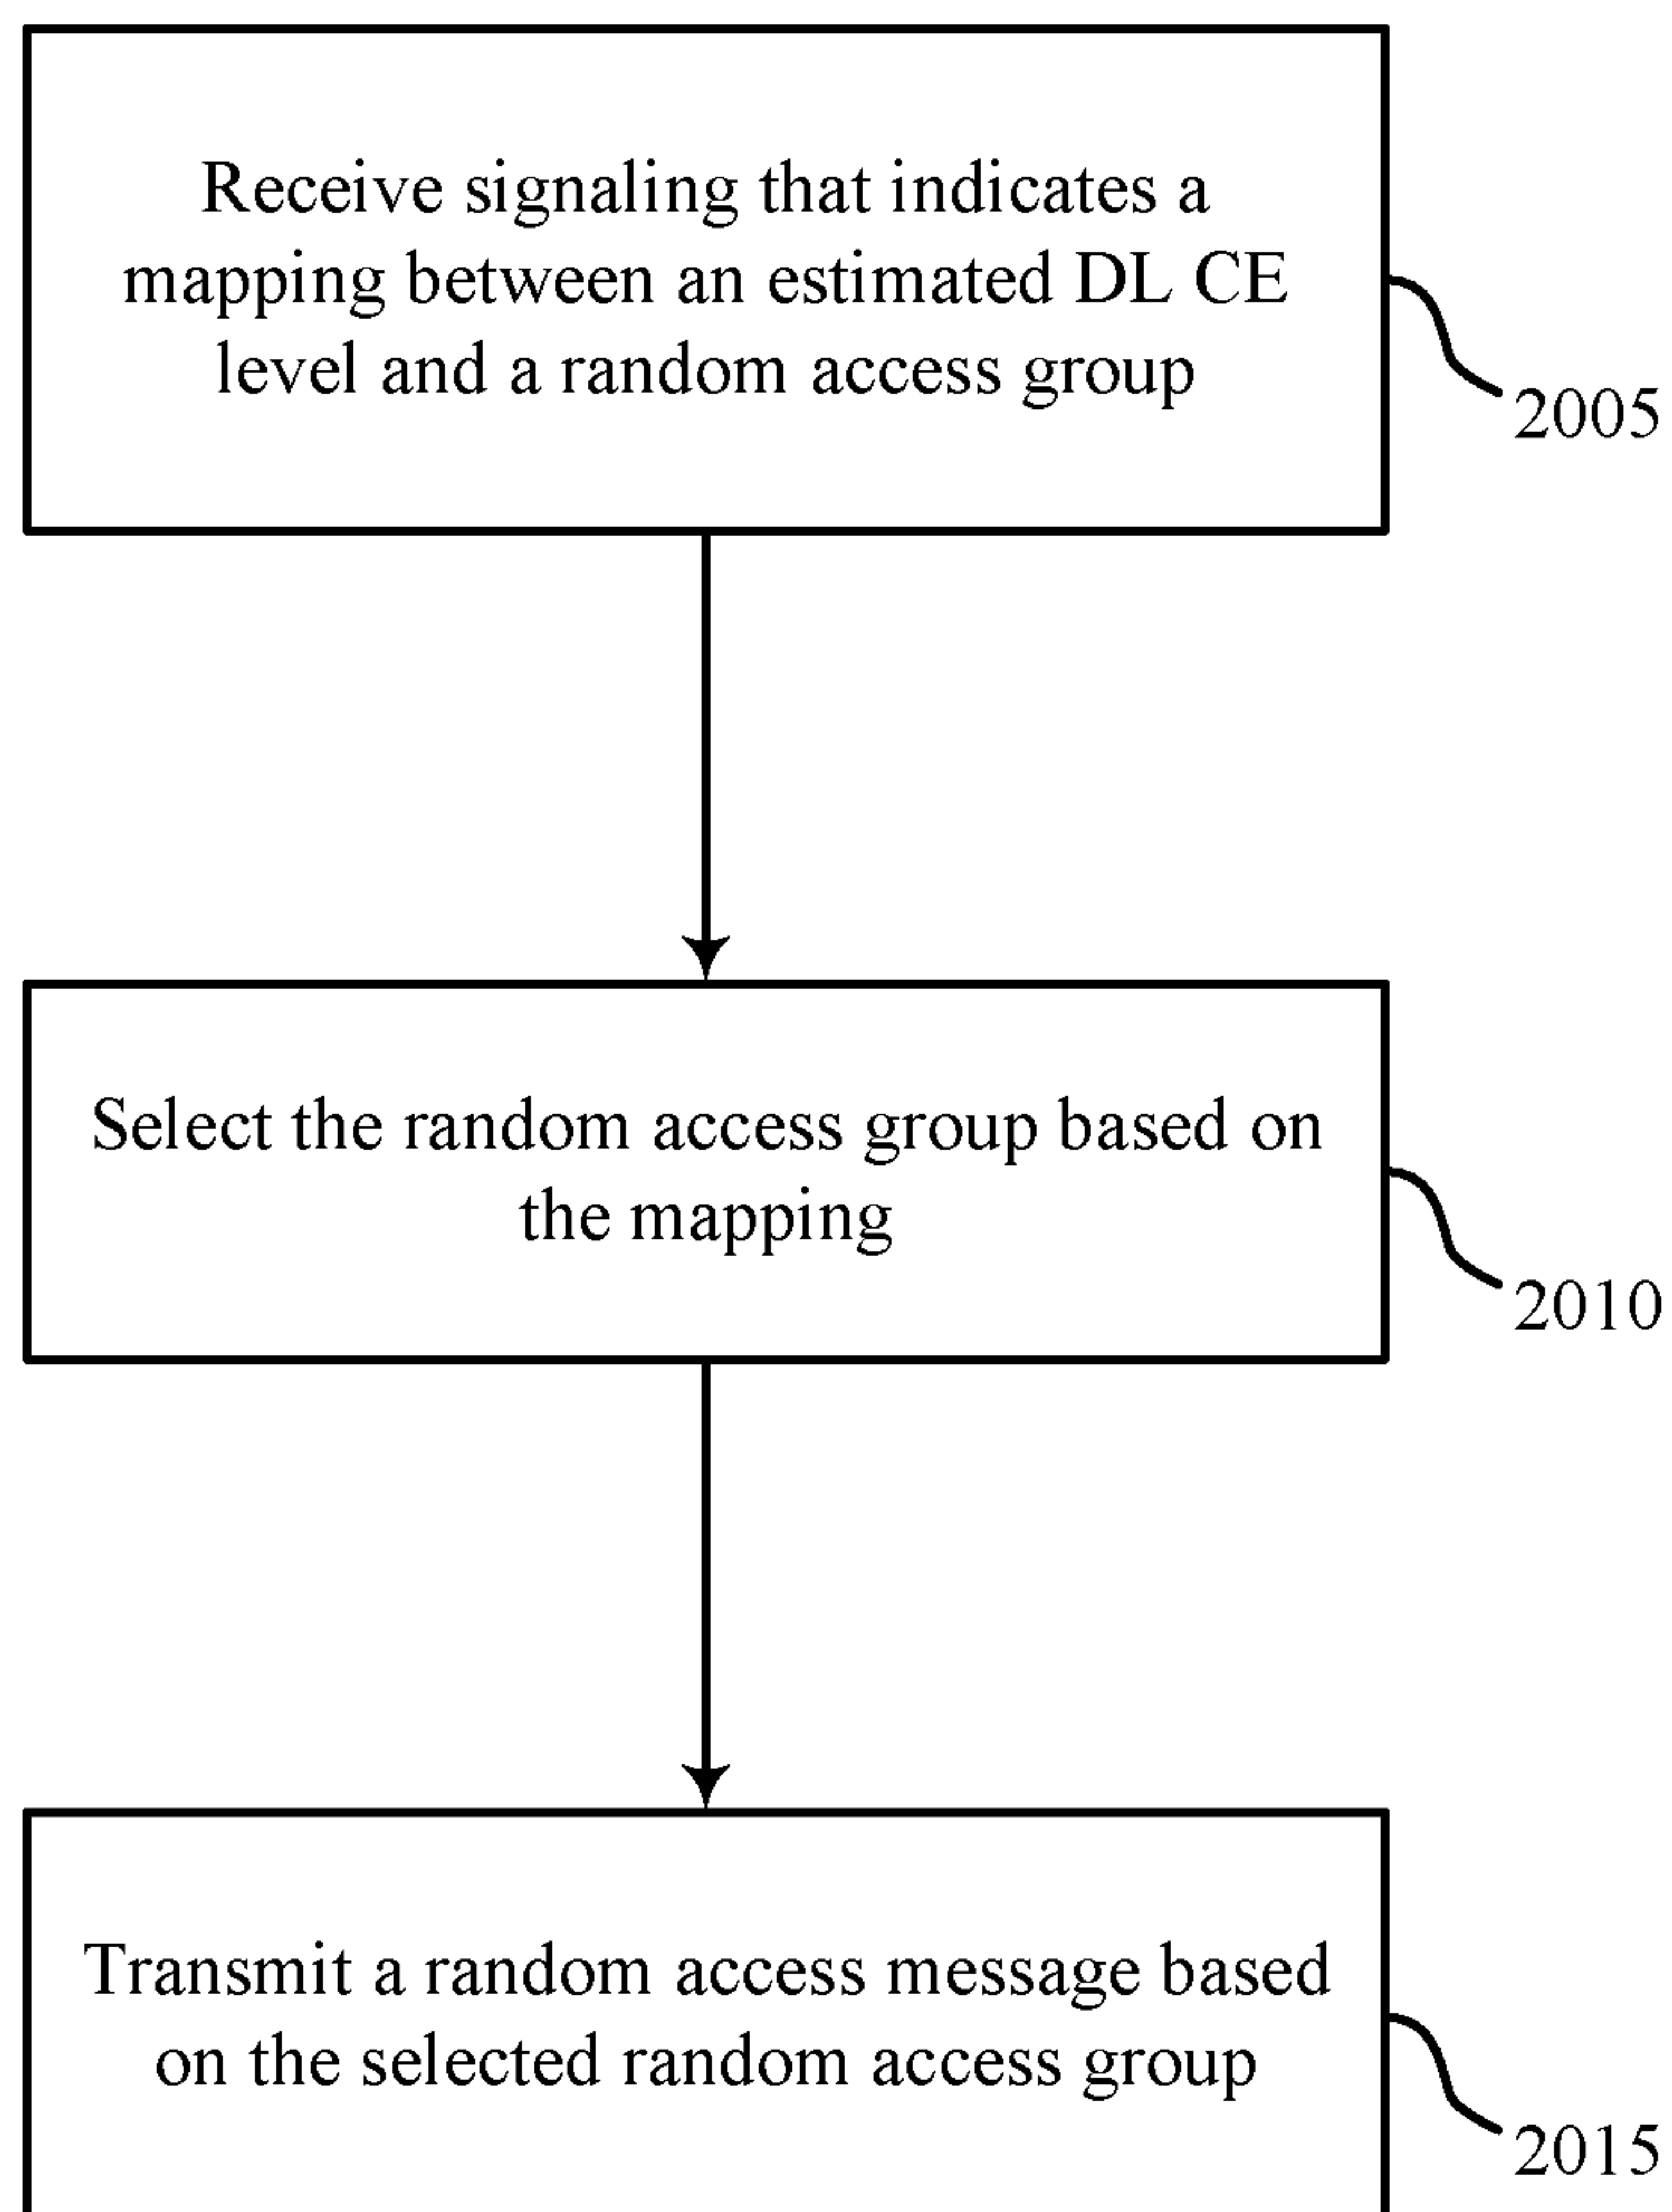 Receive signaling that indicates a
mapping between an estimated DL CE
level and a random access group
2005
Select the random access group based on
the mapping
2010
Transmit a random access message based
on the selected random access group
2015